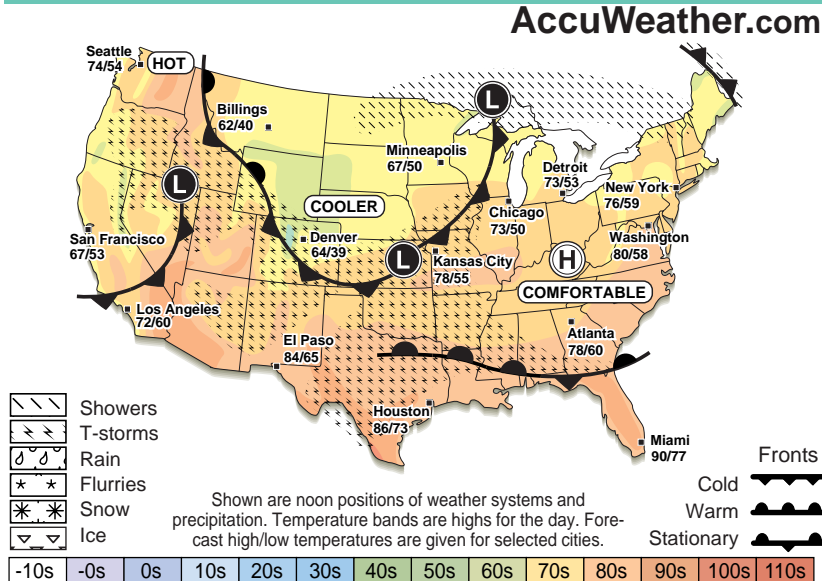 AccuWeather.com
Seattle
74/54
HOT
Billings
62/40
L
Minneapolis
67/50
Detroit
73/53
New York
76/59
L
COOLER
Chicago
73/50
San Francisco
67/53
Denver
64/39
L
Kansas City
78/55
Washington
80/58
H
COMFORTABLE
Los Angeles
72/60
El Paso
84/65
Atlanta
78/60
Houston
86/73
Miami
90/77
Showers
T-storms
Rain
Flurries
Snow
Ice
Shown are noon positions of weather systems and
precipitation. Temperature bands are highs for the day. Fore-
cast high/low temperatures are given for selected cities.
Fronts
Cold
Warm
Stationary
-10s -0s 0s 10s 20s 30s 40s 50s 60s 70s 80s 90s 100s 110s